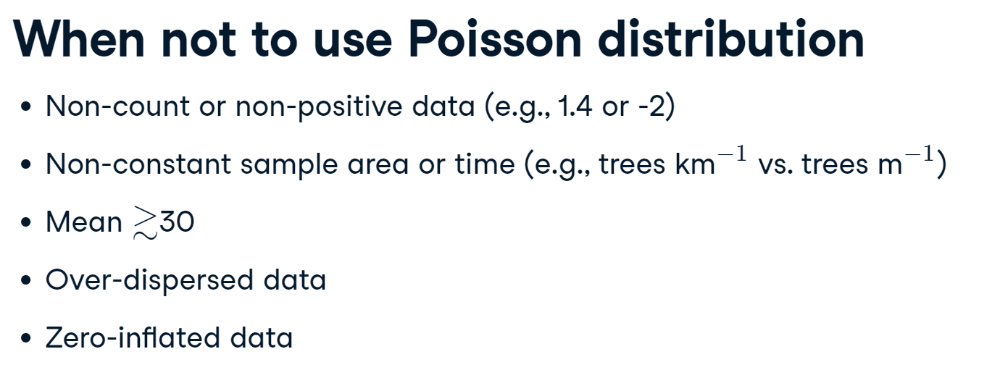 When not to use Poisson distribution
• Non-count or non-positive data (e.g., 1.4 or -2)
• Non-constant sample area or time (e.g., trees km⁻¹ vs. trees m⁻¹)
• Mean ≳30
• Over-dispersed data
• Zero-inflated data